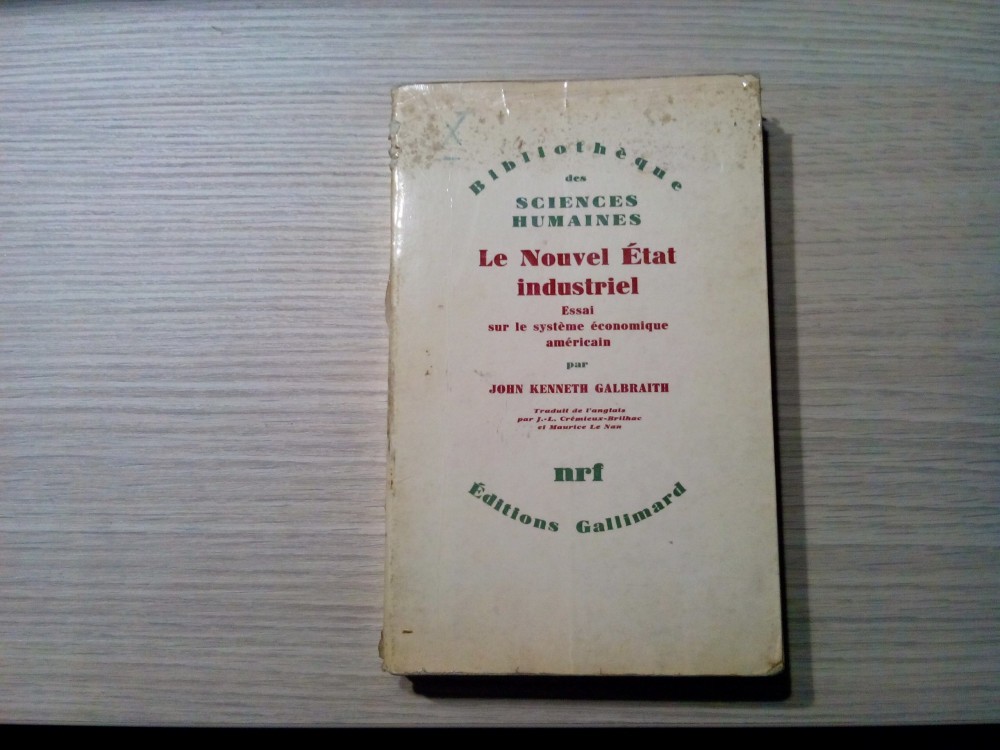 Bibliothèque
des
SCIENCES
HUMAINES
Le Nouvel État
industriel
Essai
sur le système économique
américain
par
JOHN KENNETH GALBRAITH
Traduit de l'anglais
par J.-L. Crémieux-Brilhac
et Maurice Le Nan
nrf
Éditions Gallimard